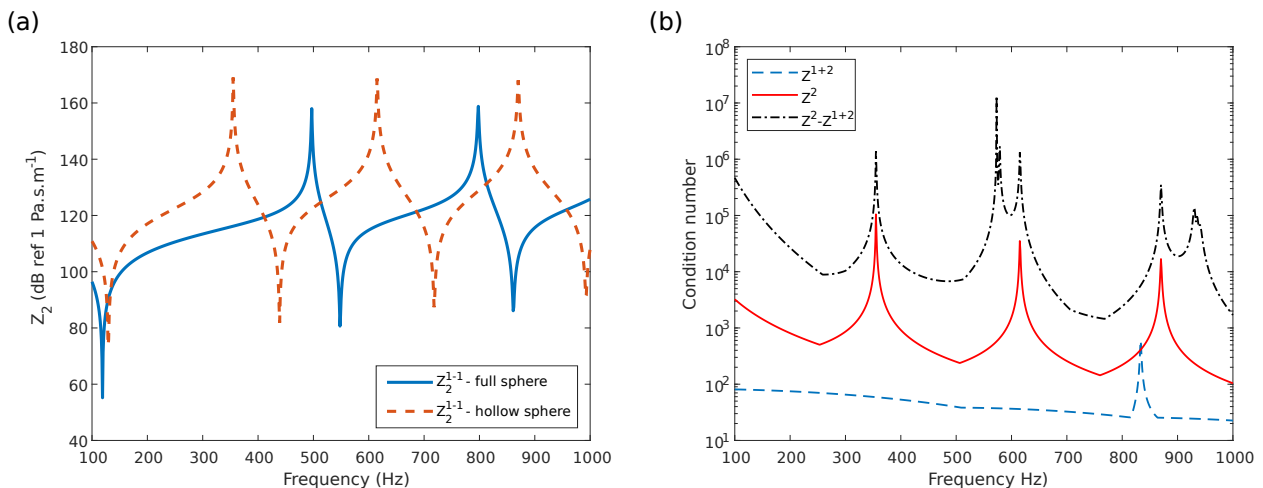 (a)
180
160
140
120
100
80
60
40
Z₂ (dB ref 1 Pa.s.m⁻¹)
100 200 300 400 500 600 700 800 900 1000
Frequency (Hz)
Z₂¹⁻¹ - full sphere
Z₂¹⁻¹ - hollow sphere
(b)
10⁸
10⁷
10⁶
10⁵
10⁴
10³
10²
10¹
Condition number
100 200 300 400 500 600 700 800 900 1000
Frequency Hz)
Z¹⁺²
Z²
Z²-Z¹⁺²